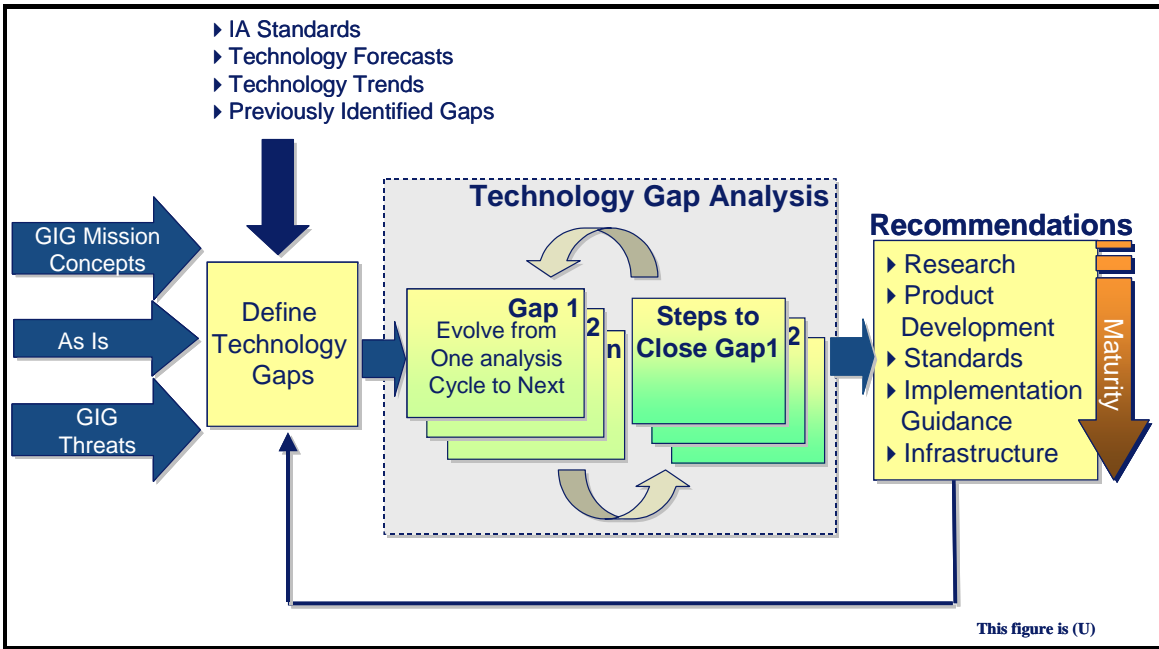 IA Standards
Technology Forecasts
Technology Trends
Previously Identified Gaps
GIG Mission
Concepts
As Is
GIG
Threats
Define
Technology
Gaps
Technology Gap Analysis
Gap 1
Evolve from
One analysis
Cycle to Next
2
n
Steps to
Close Gap1
2
Recommendations
Research
Product
Development
Standards
Implementation
Guidance
Infrastructure
Maturity
This figure is (U)